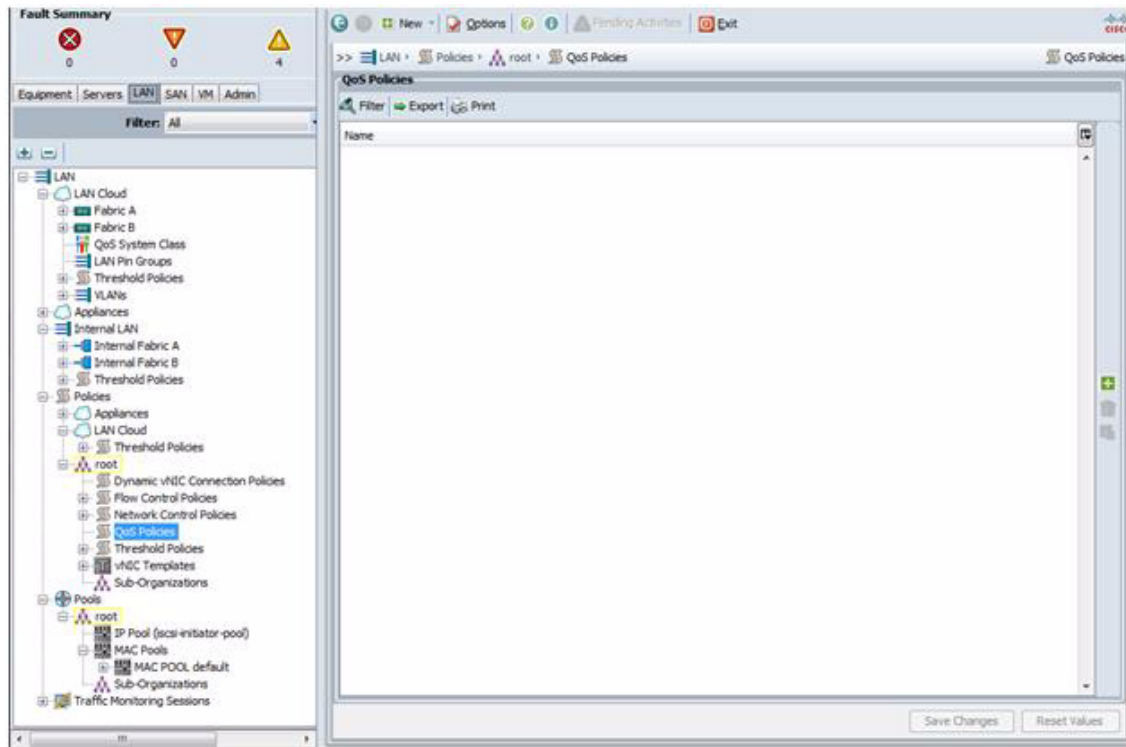 Fault Summary
0 0 4
Equipment Servers LAN SAN VM Admin
Filter: All
LAN
LAN Cloud
Fabric A
Fabric B
QoS System Class
LAN Pin Groups
Threshold Policies
VLANs
Appliances
Internal LAN
Internal Fabric A
Internal Fabric B
Threshold Policies
Policies
Appliances
LAN Cloud
Threshold Policies
root
Dynamic vNIC Connection Policies
Flow Control Policies
Network Control Policies
QoS Policies
Threshold Policies
vNIC Templates
Sub-Organizations
Pools
root
IP Pool (iscsi-initiator-pool)
MAC Pools
MAC POOL default
Sub-Organizations
Traffic Monitoring Sessions
New Options Pending Activities Exit
CISCO
>> LAN Policies root QoS Policies QoS Policies
QoS Policies
Filter Export Print
Name
Save Changes Reset Values